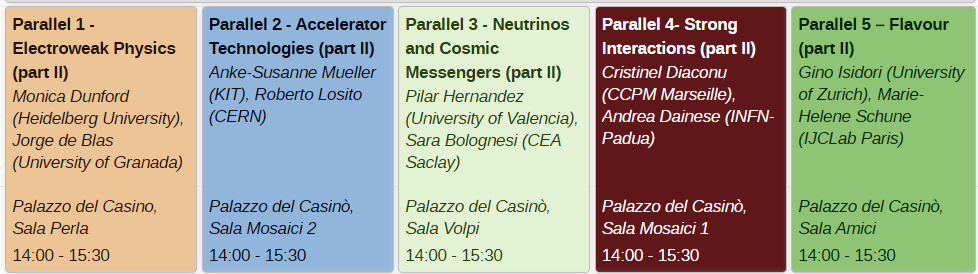 Parallel 1 -
Electroweak Physics
(part II)
Monica Dunford
(Heidelberg University),
Jorge de Blas
(University of Granada)
Palazzo del Casino,
Sala Perla
14:00 - 15:30
Parallel 2 - Accelerator
Technologies (part II)
Anke-Susanne Mueller
(KIT), Roberto Losito
(CERN)
Palazzo del Casinò,
Sala Mosaici 2
14:00 - 15:30
Parallel 3 - Neutrinos
and Cosmic
Messengers (part II)
Pilar Hernandez
(University of Valencia),
Sara Bolognesi (CEA
Saclay)
Palazzo del Casinò,
Sala Volpi
14:00 - 15:30
Parallel 4- Strong
Interactions (part II)
Cristinel Diaconu
(CCPM Marseille),
Andrea Dainese (INFN-
Padua)
Palazzo del Casinò,
Sala Mosaici 1
14:00 - 15:30
Parallel 5 – Flavour
(part II)
Gino Isidori (University
of Zurich), Marie-
Helene Schune
(IJCLab Paris)
Palazzo del Casinò,
Sala Amici
14:00 - 15:30